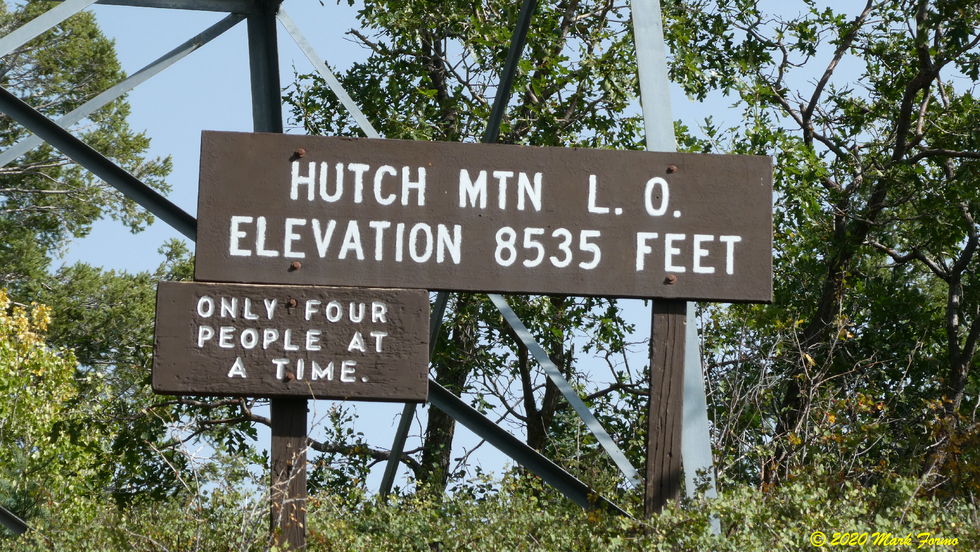 HUTCH MTN L.O.
ELEVATION 8535 FEET
ONLY FOUR
PEOPLE AT
A TIME.
© 2020 Mark Formo